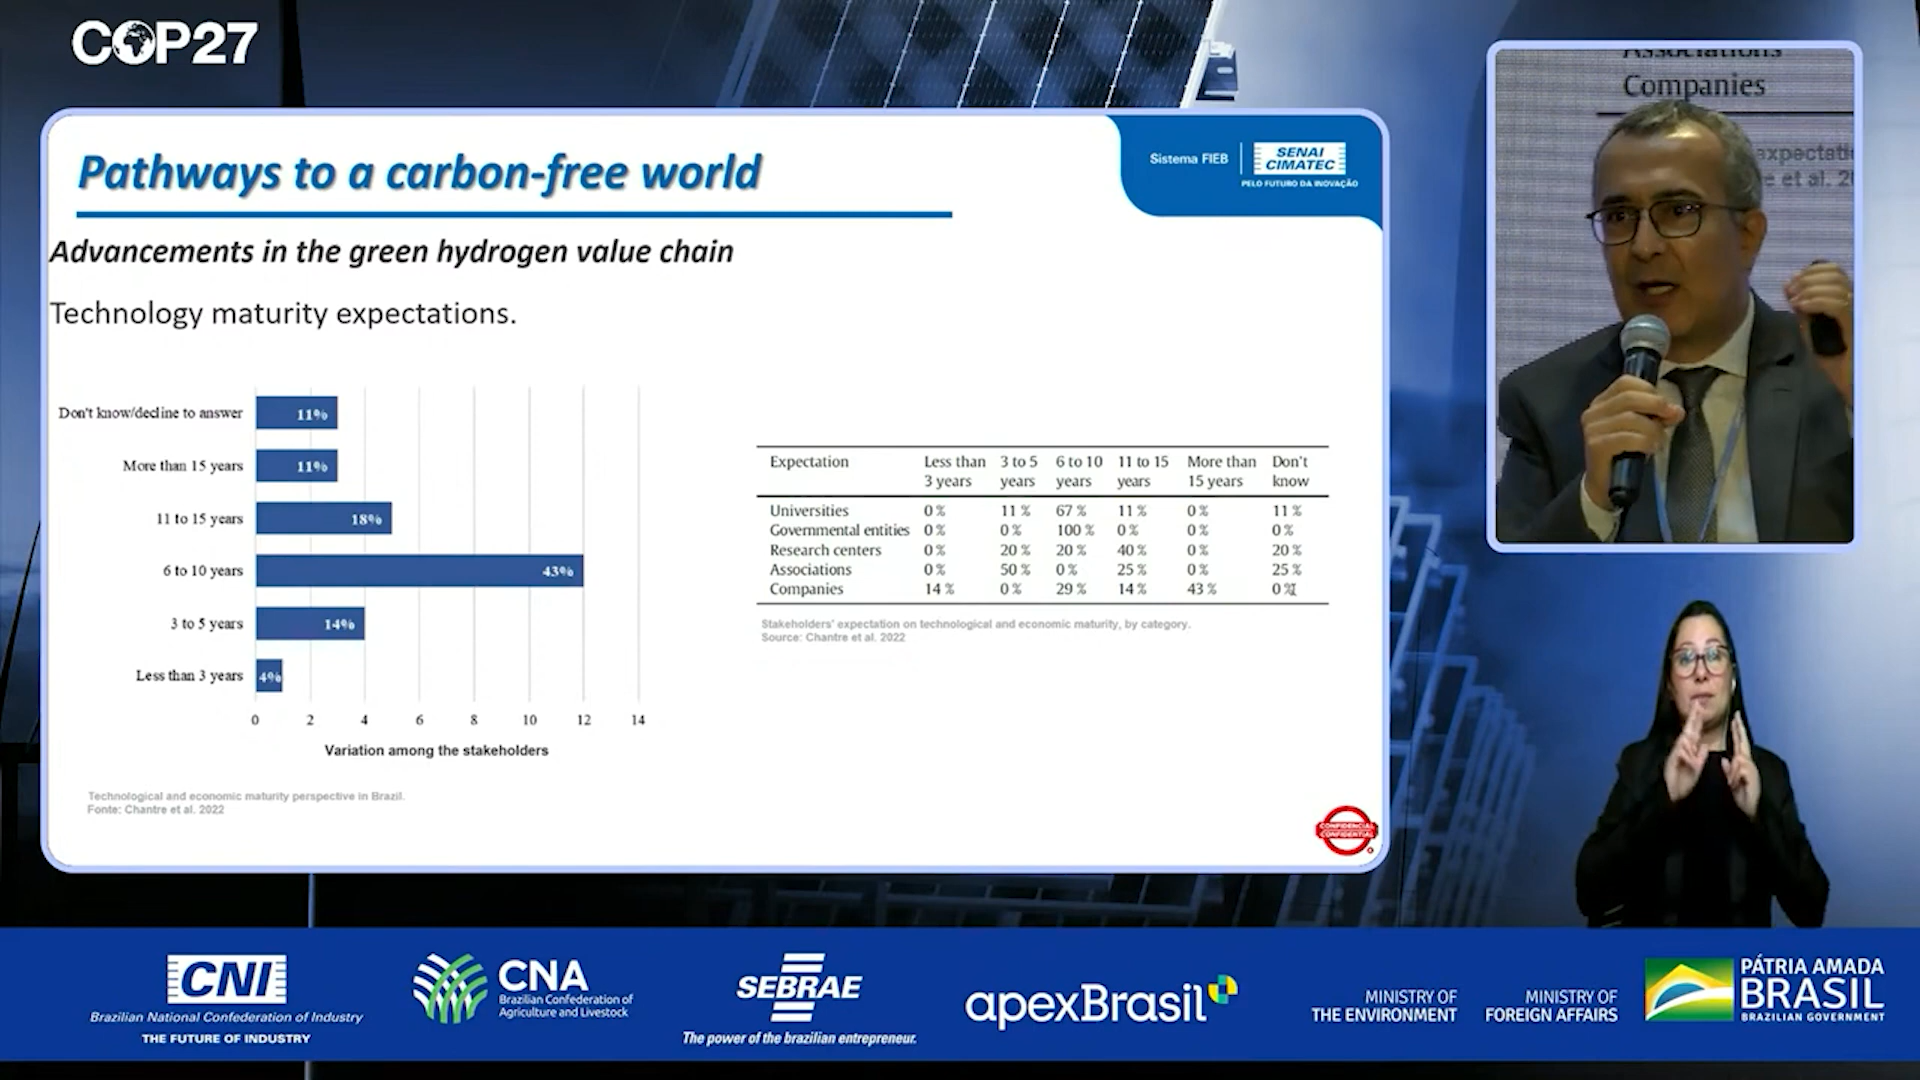 COP27
Pathways to a carbon-free world
Sistema FIEB
SENAI
CIMATEC
PELO FUTURO DA INOVAÇÃO
Advancements in the green hydrogen value chain
Technology maturity expectations.
Don't know/decline to answer 11%
More than 15 years 11%
11 to 15 years 18%
6 to 10 years 43%
3 to 5 years 14%
Less than 3 years 4%
0 2 4 6 8 10 12 14
Variation among the stakeholders
Technological and economic maturity perspective in Brazil.
Fonte: Chantre et al. 2022
Expectation Less than 3 to 5 6 to 10 11 to 15 More than Don't
3 years years years years 15 years know
Universities 0 % 11 % 67 % 11 % 0 % 11 %
Governmental entities 0 % 0 % 100 % 0 % 0 % 0 %
Research centers 0 % 20 % 20 % 40 % 0 % 20 %
Associations 0 % 50 % 0 % 25 % 0 % 25 %
Companies 14 % 0 % 29 % 14 % 43 % 0 %
Stakeholders' expectation on technological and economic maturity, by category.
Source: Chantre et al. 2022
CONFIDENCIAL
CONFIDENTIAL
Associations
Companies
expectati
e et al. 2
CNI
Brazilian National Confederation of Industry
THE FUTURE OF INDUSTRY
CNA
Brazilian Confederation of
Agriculture and Livestock
SEBRAE
The power of the brazilian entrepreneur.
apexBrasil
MINISTRY OF
THE ENVIRONMENT
MINISTRY OF
FOREIGN AFFAIRS
PÁTRIA AMADA
BRASIL
BRAZILIAN GOVERNMENT